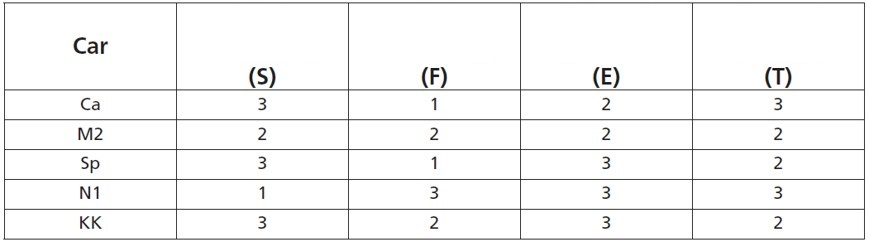 Car (S) (F) (E) (T)
Ca 3 1 2 3
M2 2 2 2 2
Sp 3 1 3 2
N1 1 3 3 3
KK 3 2 3 2